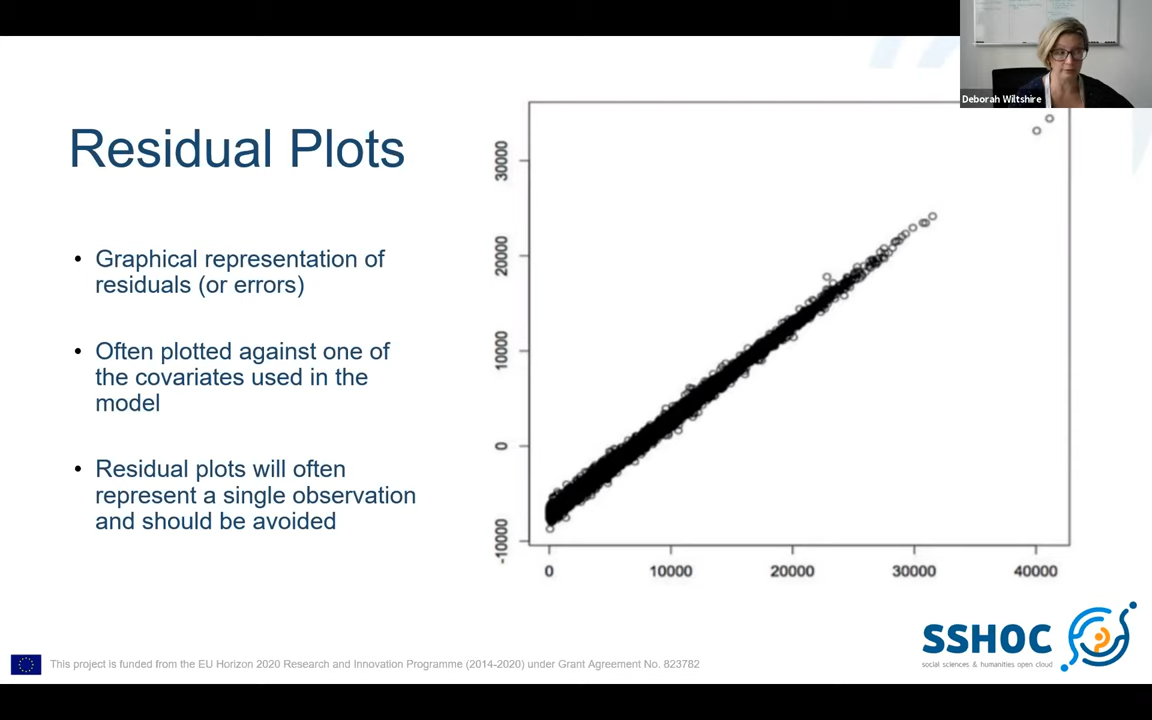 Deborah Wiltshire
Residual Plots
• Graphical representation of
residuals (or errors)
• Often plotted against one of
the covariates used in the
model
• Residual plots will often
represent a single observation
and should be avoided
30000
20000
10000
0
-10000
0 10000 20000 30000 40000
SSHOC
social sciences & humanities open cloud
This project is funded from the EU Horizon 2020 Research and Innovation Programme (2014-2020) under Grant Agreement No. 823782